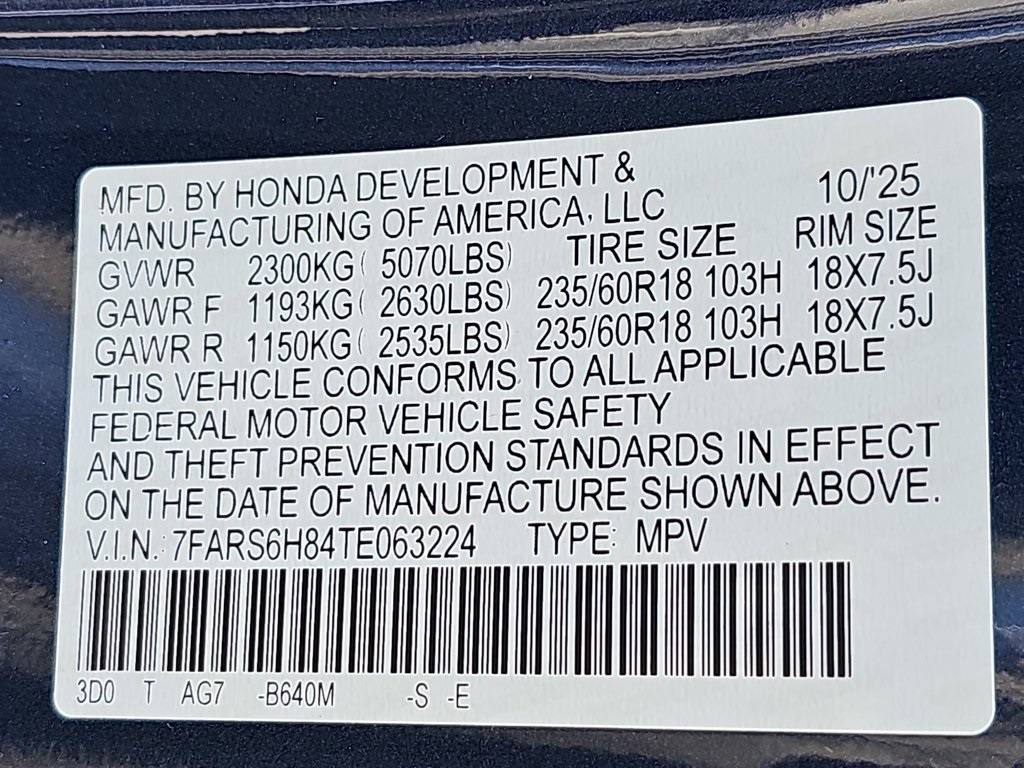 MFD. BY HONDA DEVELOPMENT &
MANUFACTURING OF AMERICA, LLC 10/'25
GVWR 2300KG( 5070LBS) TIRE SIZE RIM SIZE
GAWR F 1193KG( 2630LBS) 235/60R18 103H 18X7.5J
GAWR R 1150KG( 2535LBS) 235/60R18 103H 18X7.5J
THIS VEHICLE CONFORMS TO ALL APPLICABLE
FEDERAL MOTOR VEHICLE SAFETY
AND THEFT PREVENTION STANDARDS IN EFFECT
ON THE DATE OF MANUFACTURE SHOWN ABOVE.
V.I.N.: 7FARS6H84TE063224 TYPE: MPV
3D0 T AG7 -B640M -S -E